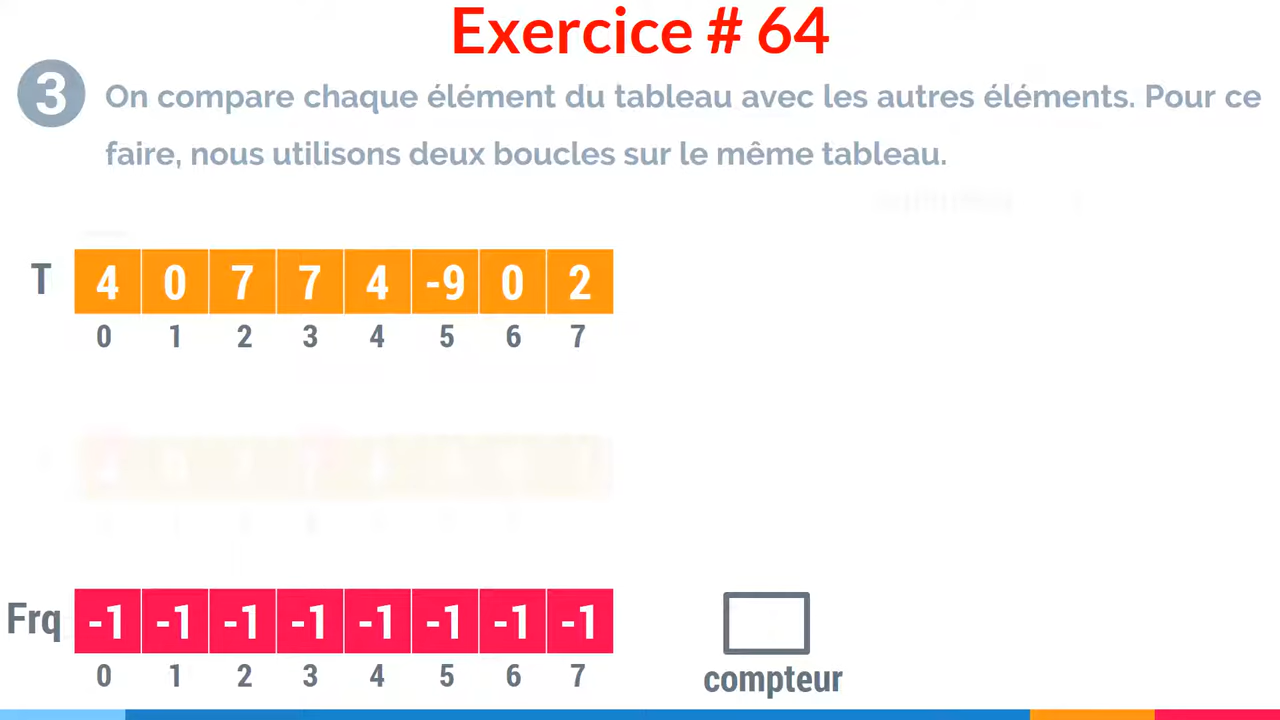 Exercice # 64
3 On compare chaque élément du tableau avec les autres éléments. Pour ce
faire, nous utilisons deux boucles sur le même tableau.
T 4 0 7 7 4 -9 0 2
0 1 2 3 4 5 6 7
Frq -1 -1 -1 -1 -1 -1 -1 -1
0 1 2 3 4 5 6 7
compteur